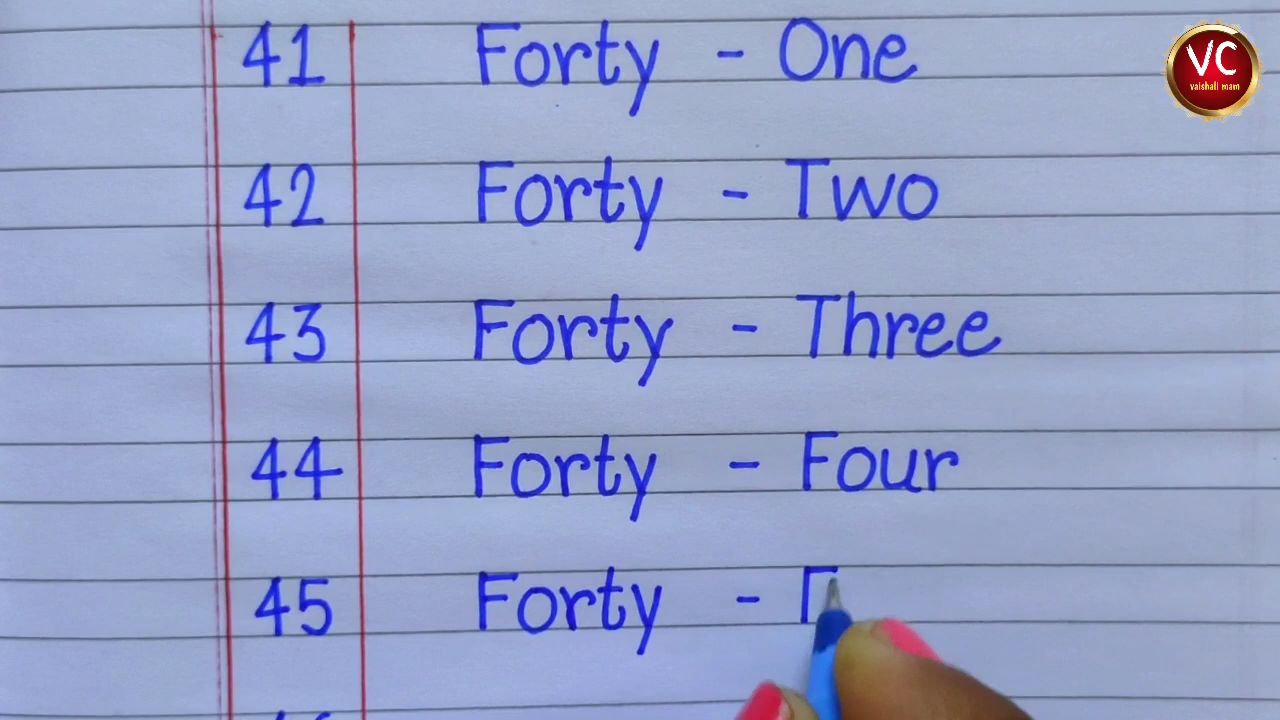 41 Forty - One
VC
vaishali mam
42 Forty - Two
43 Forty - Three
44 Forty - Four
45 Forty -